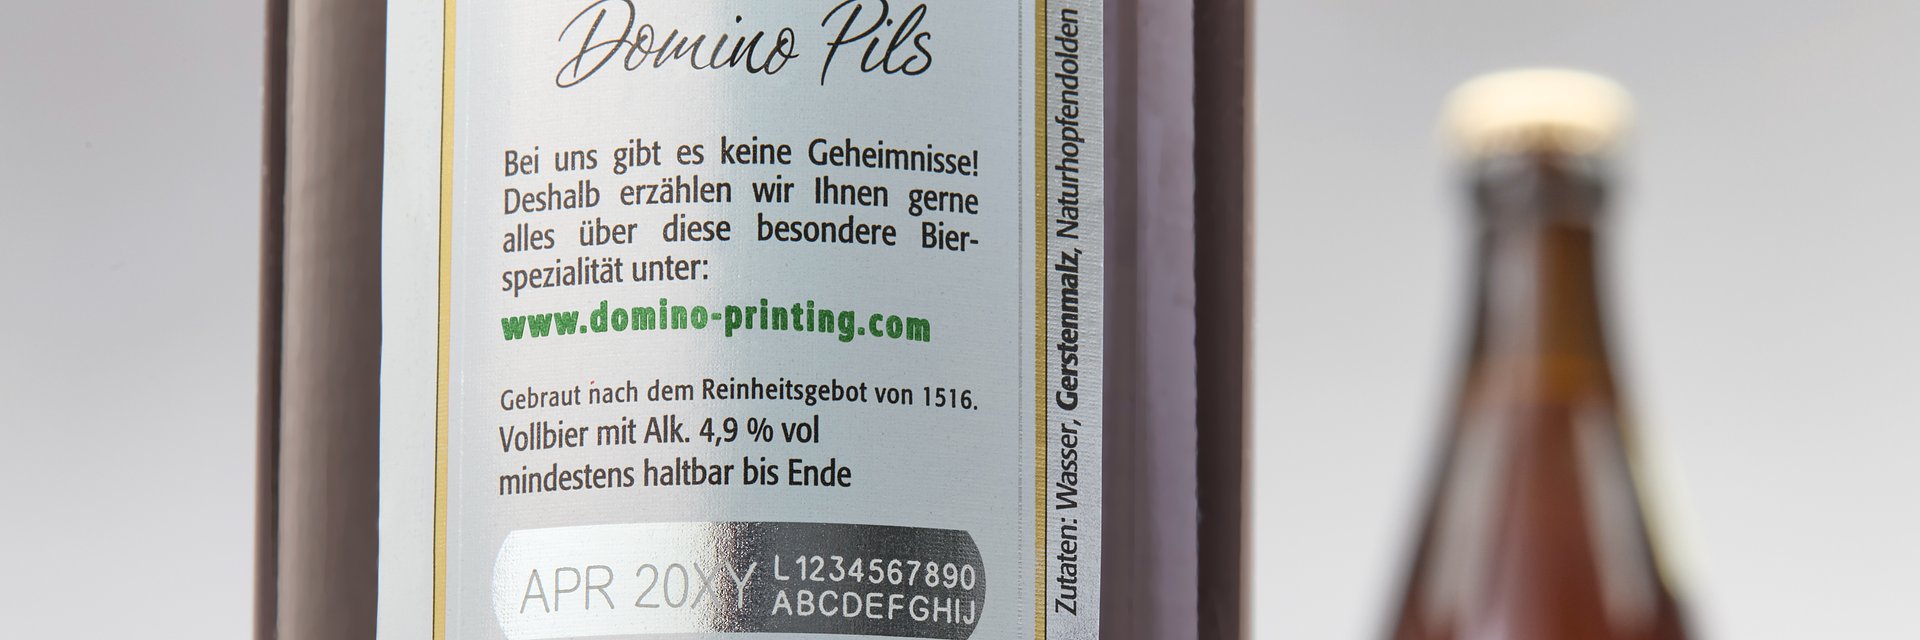 Domino Pils
Bei uns gibt es keine Geheimnisse!
Deshalb erzählen wir Ihnen gerne
alles über diese besondere Bier-
spezialität unter:
www.domino-printing.com
Gebraut nach dem Reinheitsgebot von 1516.
Vollbier mit Alk. 4,9 % vol
mindestens haltbar bis Ende
APR 20XY
L1234567890
ABCDEFGHIJ
Zutaten: Wasser, Gerstenmalz, Naturhopfendolden